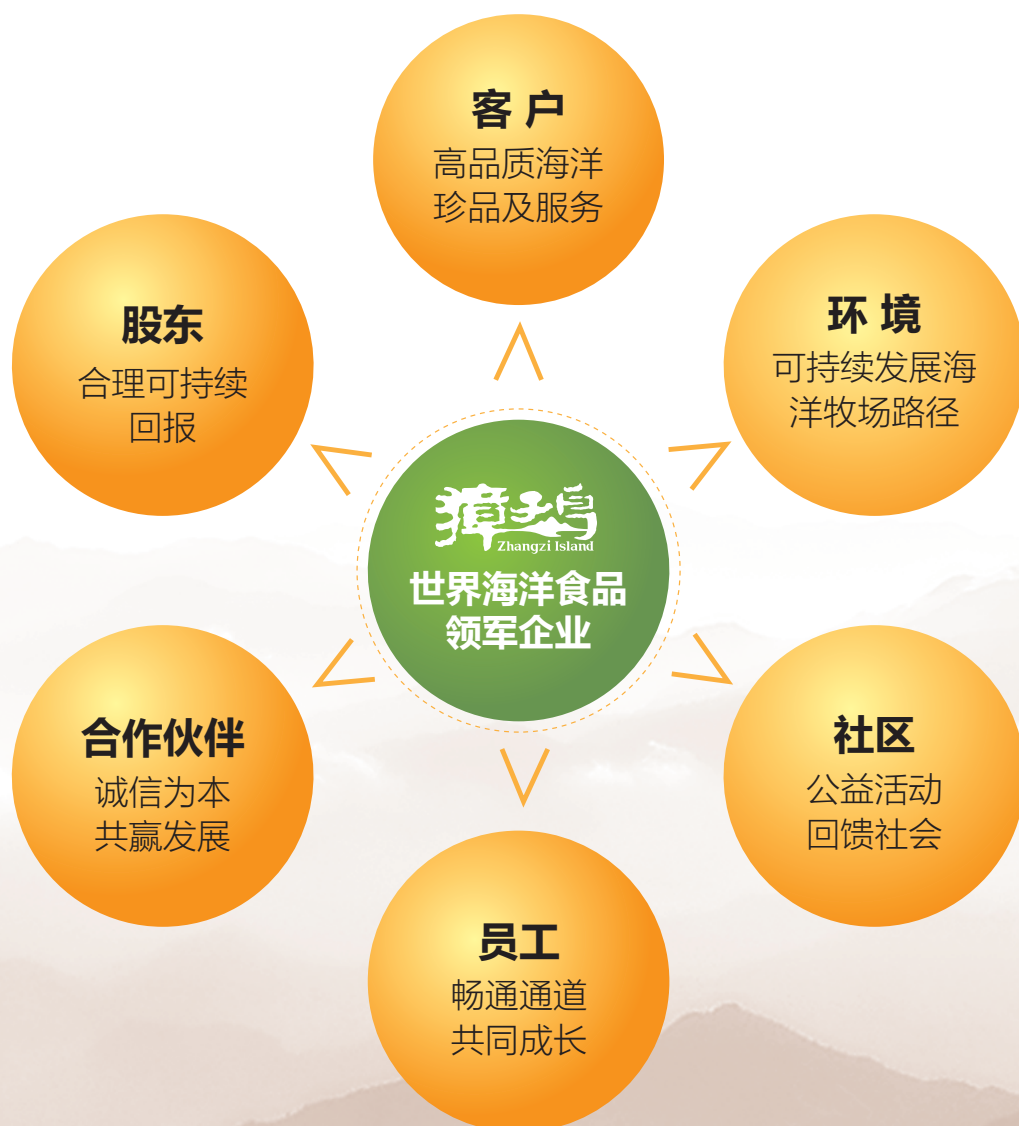 客 户
高品质海洋
珍品及服务
股东
合理可持续
回报
环 境
可持续发展海
洋牧场路径
獐子岛
Zhangzi Island
世界海洋食品
领军企业
合作伙伴
诚信为本
共赢发展
社区
公益活动
回馈社会
员工
畅通通道
共同成长